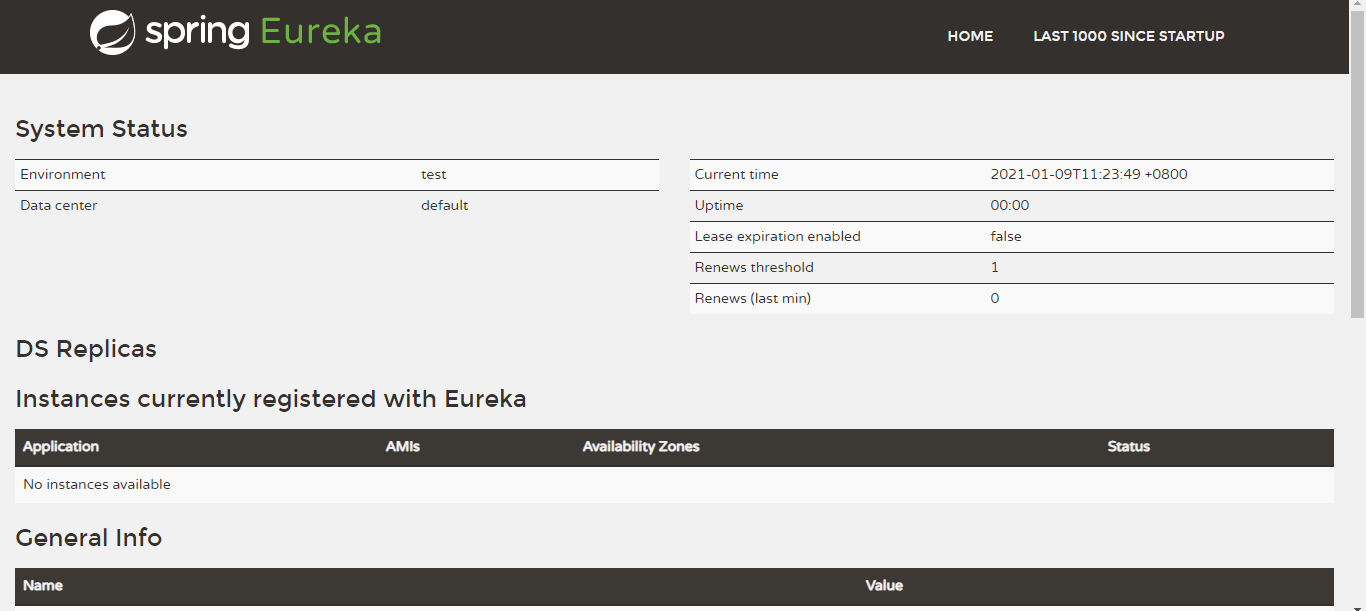 spring Eureka
HOME LAST 1000 SINCE STARTUP
System Status
Environment test
Data center default
Current time 2021-01-09T11:23:49 +0800
Uptime 00:00
Lease expiration enabled false
Renews threshold 1
Renews (last min) 0
DS Replicas
Instances currently registered with Eureka
Application AMIs Availability Zones Status
No instances available
General Info
Name Value